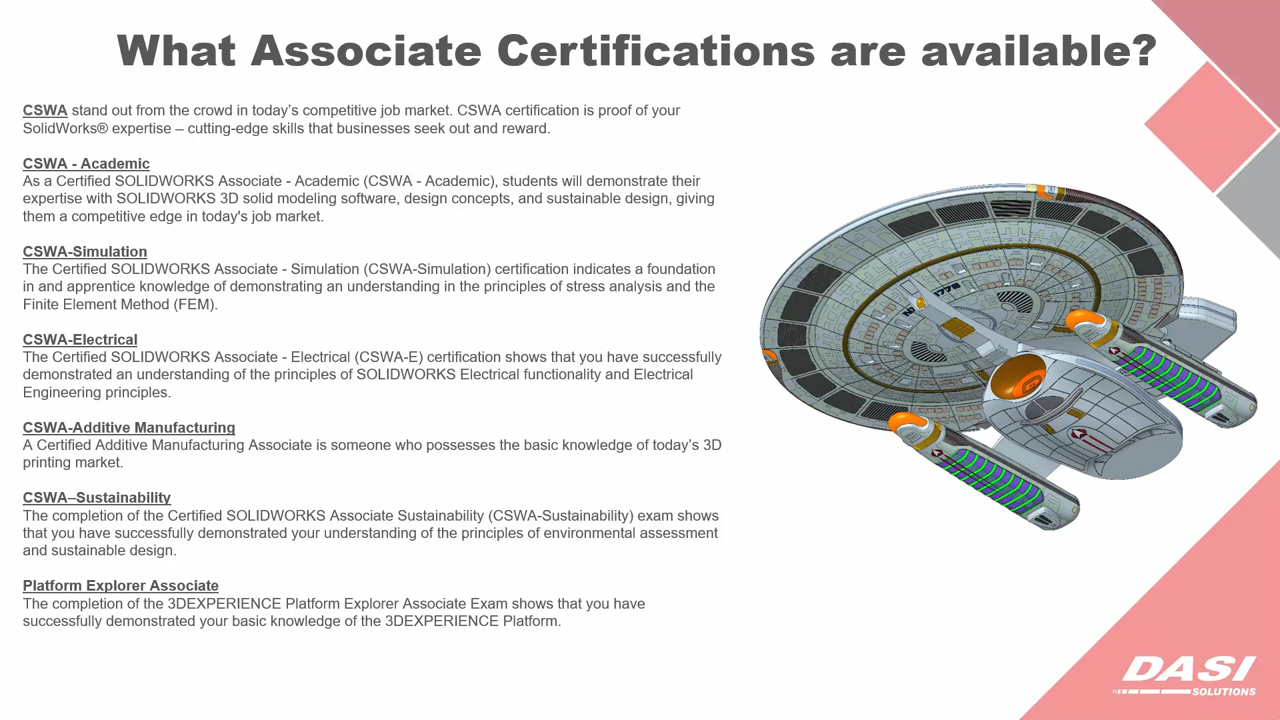 What Associate Certifications are available?
CSWA stand out from the crowd in today’s competitive job market. CSWA certification is proof of your
SolidWorks® expertise – cutting-edge skills that businesses seek out and reward.
CSWA - Academic
As a Certified SOLIDWORKS Associate - Academic (CSWA - Academic), students will demonstrate their
expertise with SOLIDWORKS 3D solid modeling software, design concepts, and sustainable design, giving
them a competitive edge in today's job market.
CSWA-Simulation
The Certified SOLIDWORKS Associate - Simulation (CSWA-Simulation) certification indicates a foundation
in and apprentice knowledge of demonstrating an understanding in the principles of stress analysis and the
Finite Element Method (FEM).
CSWA-Electrical
The Certified SOLIDWORKS Associate - Electrical (CSWA-E) certification shows that you have successfully
demonstrated an understanding of the principles of SOLIDWORKS Electrical functionality and Electrical
Engineering principles.
CSWA-Additive Manufacturing
A Certified Additive Manufacturing Associate is someone who possesses the basic knowledge of today’s 3D
printing market.
CSWA–Sustainability
The completion of the Certified SOLIDWORKS Associate Sustainability (CSWA-Sustainability) exam shows
that you have successfully demonstrated your understanding of the principles of environmental assessment
and sustainable design.
Platform Explorer Associate
The completion of the 3DEXPERIENCE Platform Explorer Associate Exam shows that you have
successfully demonstrated your basic knowledge of the 3DEXPERIENCE Platform.
DASI
SOLUTIONS